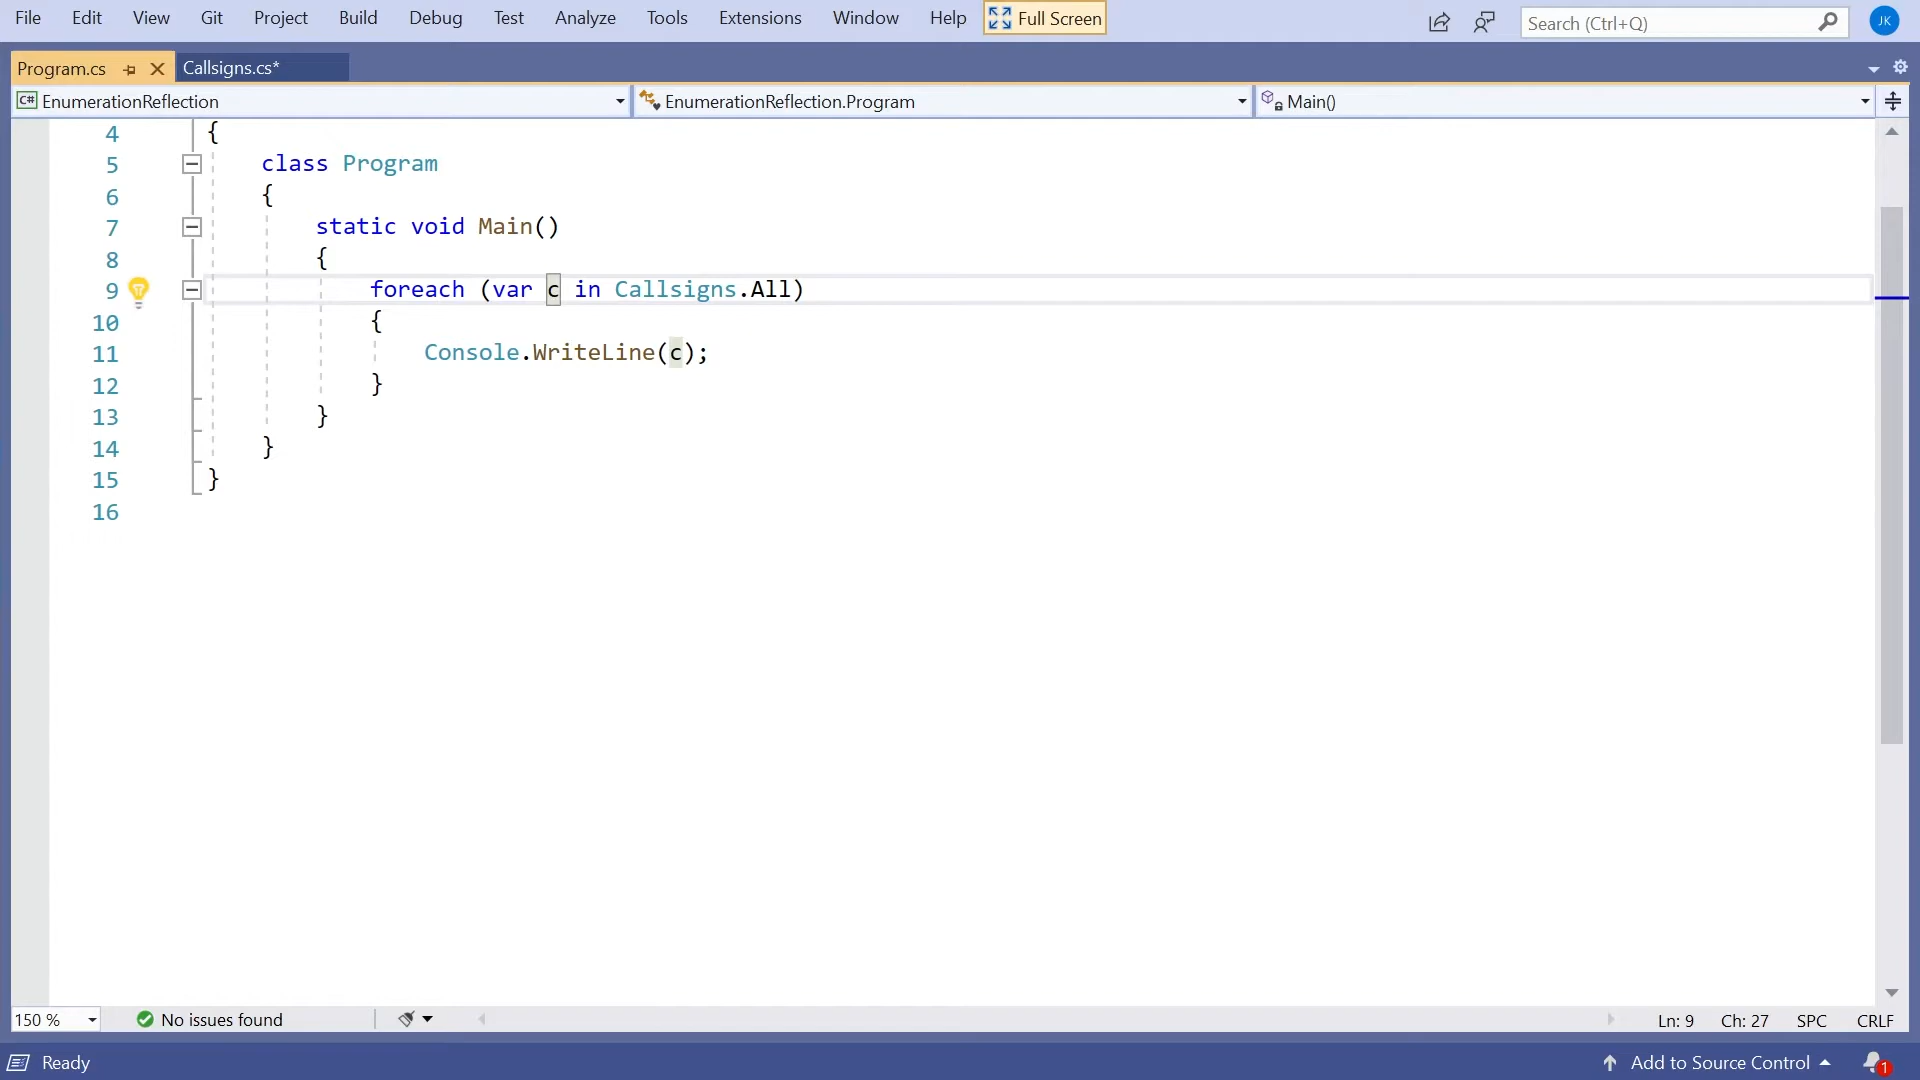 File Edit View Git Project Build Debug Test Analyze Tools Extensions Window Help Full Screen Search (Ctrl+Q) JK
Program.cs Callsigns.cs*
C# EnumerationReflection EnumerationReflection.Program Main()
4 {
5 class Program
6 {
7 static void Main()
8 {
9 foreach (var c in Callsigns.All)
10 {
11 Console.WriteLine(c);
12 }
13 }
14 }
15 }
16
150 % No issues found Ln: 9 Ch: 27 SPC CRLF
Ready Add to Source Control 1